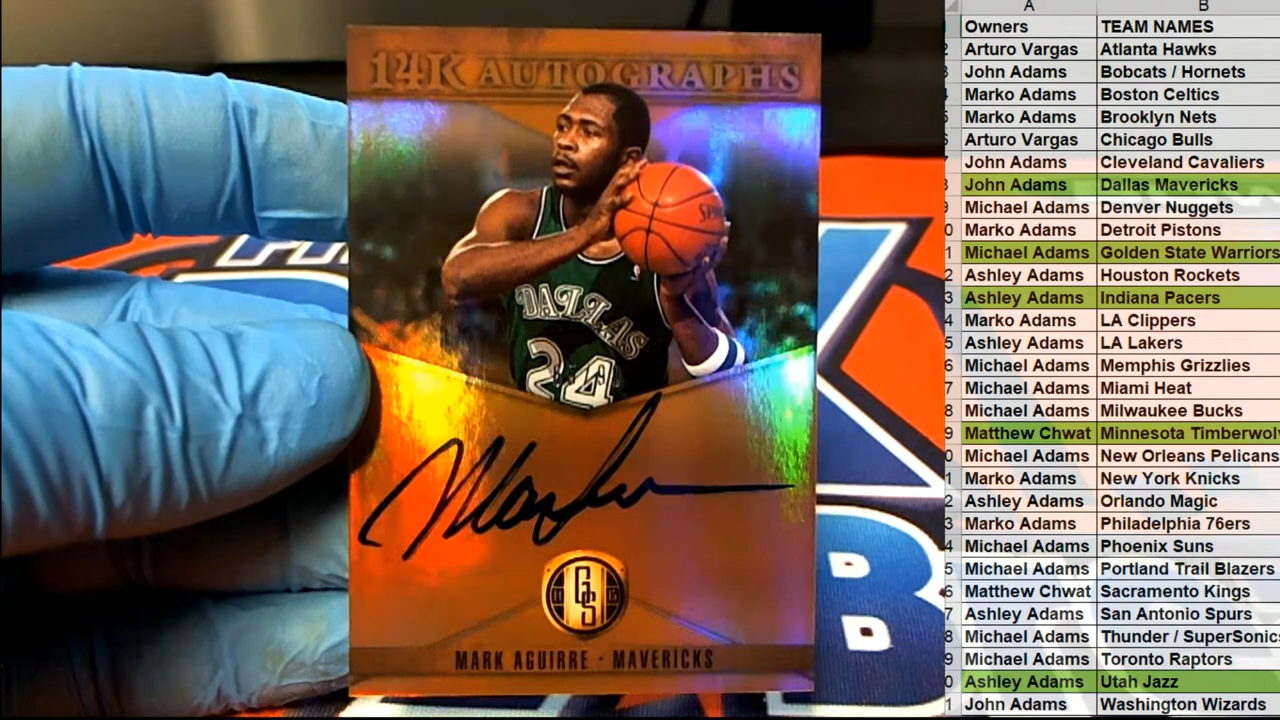 14K AUTOGRAPHS
DALLAS
24
GS
14 15
MARK AGUIRRE · MAVERICKS
B
A B
Owners TEAM NAMES
Arturo Vargas Atlanta Hawks
John Adams Bobcats / Hornets
Marko Adams Boston Celtics
Marko Adams Brooklyn Nets
Arturo Vargas Chicago Bulls
John Adams Cleveland Cavaliers
John Adams Dallas Mavericks
Michael Adams Denver Nuggets
Marko Adams Detroit Pistons
Michael Adams Golden State Warriors
Ashley Adams Houston Rockets
Ashley Adams Indiana Pacers
Marko Adams LA Clippers
Ashley Adams LA Lakers
Michael Adams Memphis Grizzlies
Michael Adams Miami Heat
Michael Adams Milwaukee Bucks
Matthew Chwat Minnesota Timberwol
Michael Adams New Orleans Pelicans
Marko Adams New York Knicks
Ashley Adams Orlando Magic
Marko Adams Philadelphia 76ers
Michael Adams Phoenix Suns
Michael Adams Portland Trail Blazers
Matthew Chwat Sacramento Kings
Ashley Adams San Antonio Spurs
Michael Adams Thunder / SuperSonic
Michael Adams Toronto Raptors
Ashley Adams Utah Jazz
John Adams Washington Wizards